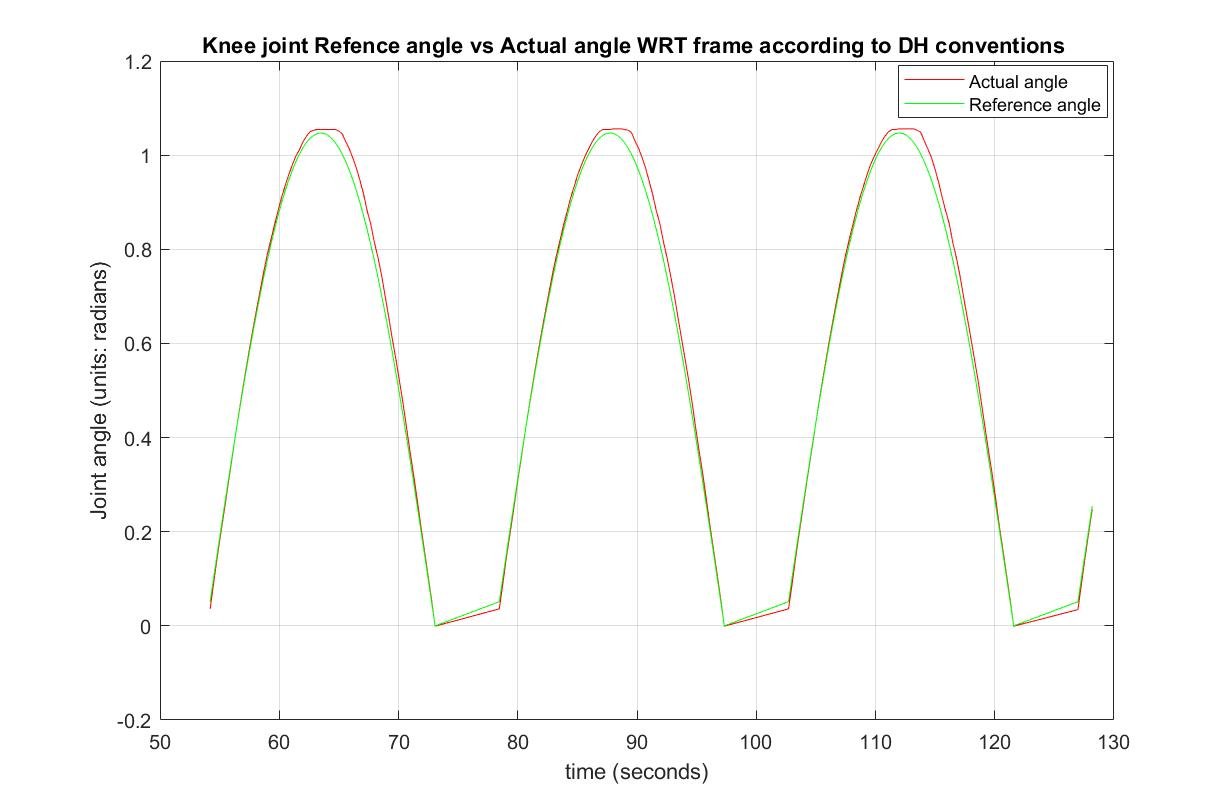 Knee joint Refence angle vs Actual angle WRT frame according to DH conventions
Actual angle
Reference angle
Joint angle (units: radians)
1.2
1
0.8
0.6
0.4
0.2
0
-0.2
50 60 70 80 90 100 110 120 130
time (seconds)